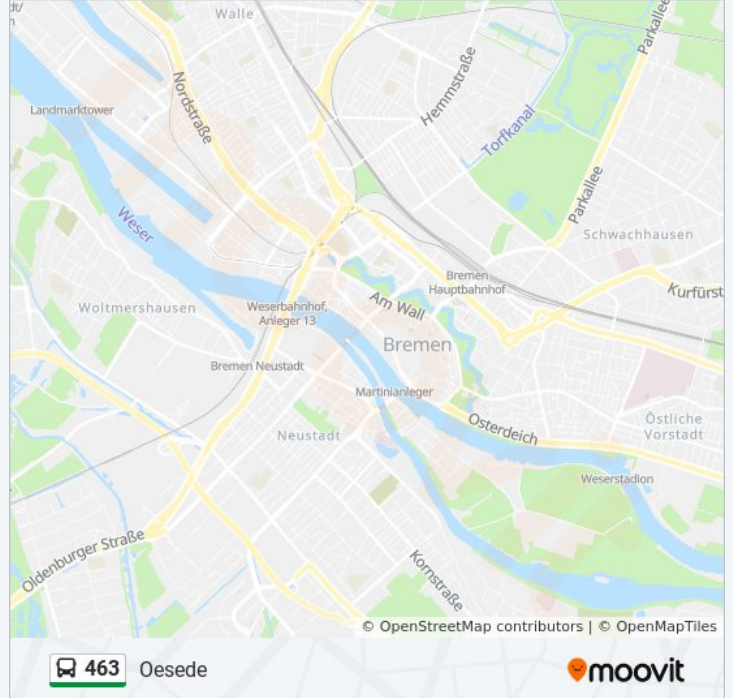 dt/
Walle
Parkallee
Hemmstraße
Nordstraße
Landmarktower
Torfkanal
Parkallee
Weser
Schwachhausen
Bremen
Hauptbahnhof
Kurfürst
Woltmershausen
Weserbahnhof,
Anleger 13
Am Wall
Bremen
Bremen Neustadt
Martinianleger
Osterdeich
Östliche
Vorstadt
Neustadt
Weserstadion
Oldenburger Straße
Kornstraße
© OpenStreetMap contributors | © OpenMapTiles
463 Oesede
moovit